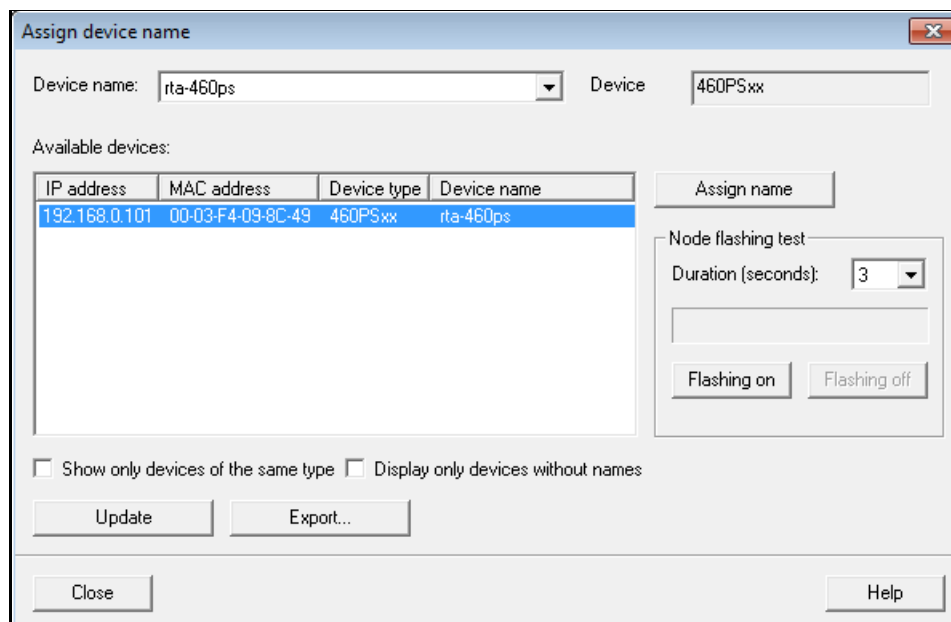 Assign device name
Device name: rta-460ps Device 460PSxx
Available devices:
IP address MAC address Device type Device name
192.168.0.101 00-03-F4-09-8C-49 460PSxx rta-460ps
Assign name
Node flashing test
Duration (seconds): 3
Flashing on Flashing off
Show only devices of the same type Display only devices without names
Update Export...
Close Help